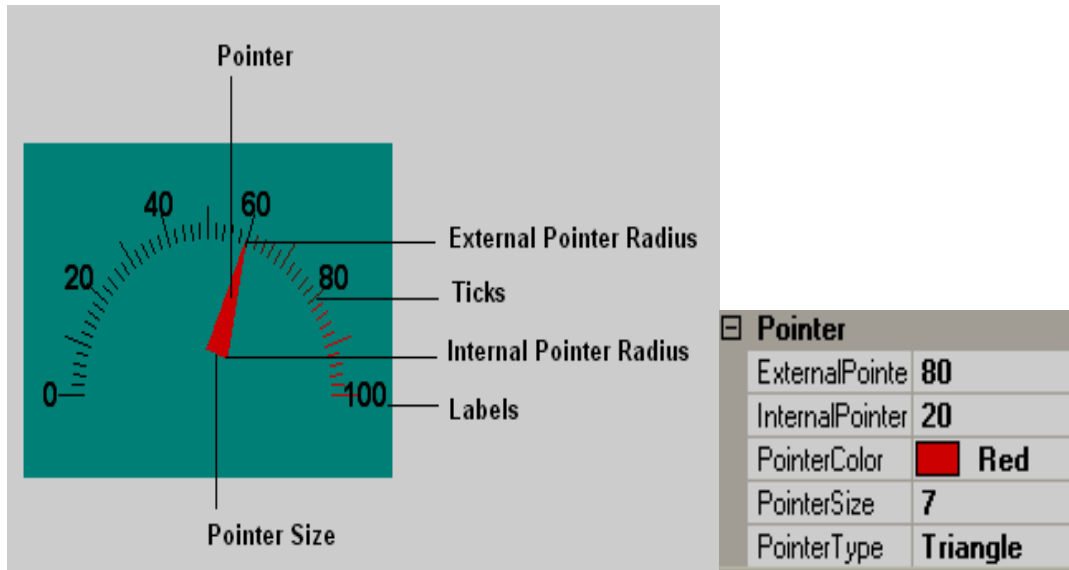 Pointer
40
60
20
80
0
100
External Pointer Radius
Ticks
Internal Pointer Radius
Labels
Pointer Size
Pointer
ExternalPointe 80
InternalPointer 20
PointerColor Red
PointerSize 7
PointerType Triangle